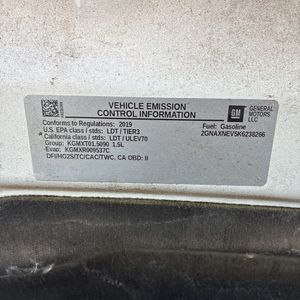 VEHICLE EMISSION
CONTROL INFORMATION
GM
GENERAL
MOTORS
LLC
Conforms to Regulations: 2019
U.S. EPA class / stds: LDT / TIER3
California class / stds: LDT / ULEV70
Group: KGMXT01.5090 1.5L
Evap: KGMXR0095
DFI/HO2S/TC/CAC/TWC, CA OBD: II
Fuel: Gasoline
2GNAXNEV5K6238266